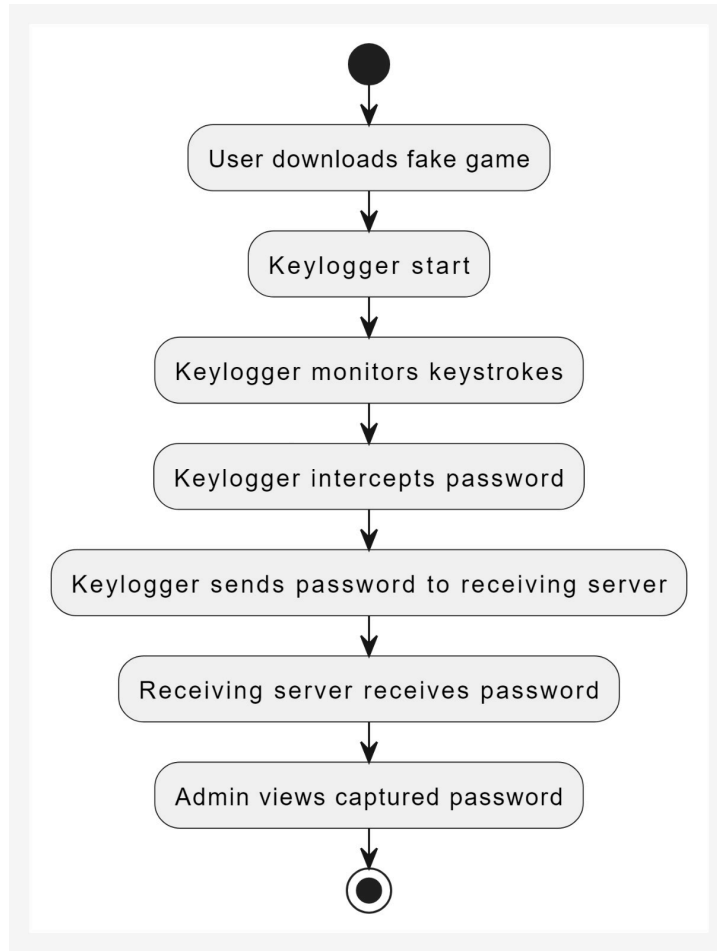 User downloads fake game
Keylogger start
Keylogger monitors keystrokes
Keylogger intercepts password
Keylogger sends password to receiving server
Receiving server receives password
Admin views captured password